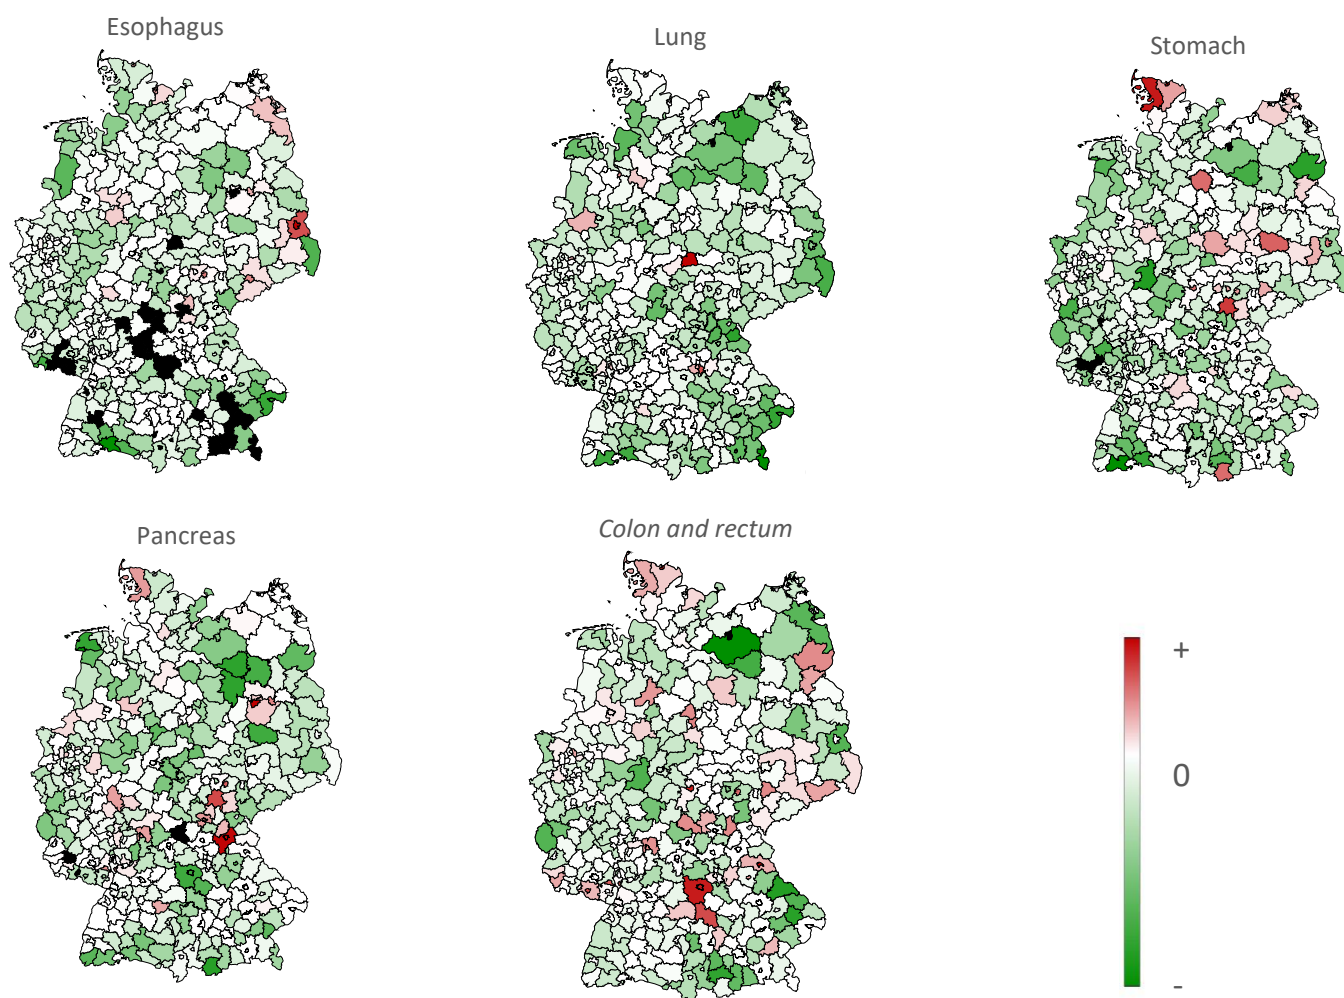 Esophagus
Lung
Stomach
Pancreas
Colon and rectum
+
0
-